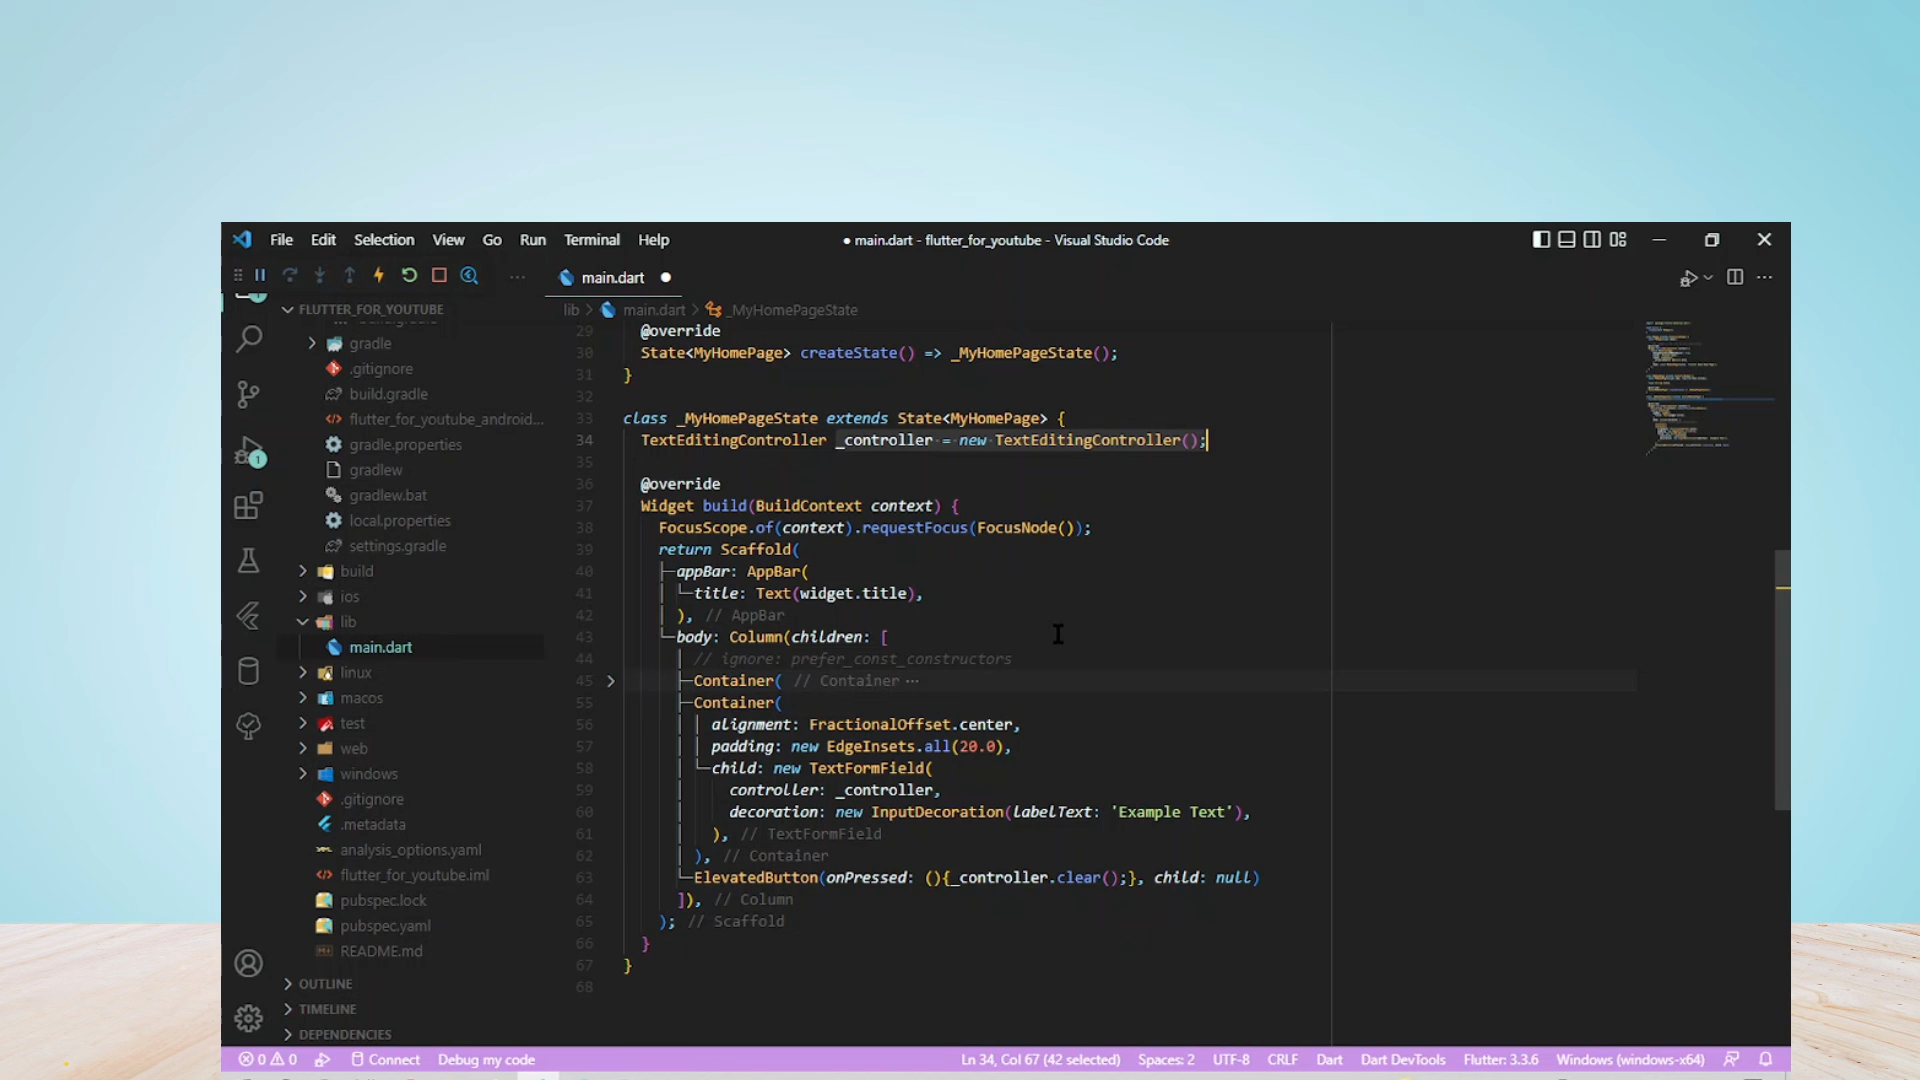 File Edit Selection View Go Run Terminal Help
● main.dart - flutter_for_youtube - Visual Studio Code
main.dart
FLUTTER_FOR_YOUTUBE
lib > main.dart > _MyHomePageState
gradle
.gitignore
build.gradle
flutter_for_youtube_android...
gradle.properties
gradlew
gradlew.bat
local.properties
settings.gradle
build
ios
lib
main.dart
linux
macos
test
web
windows
.gitignore
.metadata
analysis_options.yaml
flutter_for_youtube.iml
pubspec.lock
pubspec.yaml
README.md
OUTLINE
TIMELINE
DEPENDENCIES
1
29 @override
30 State<MyHomePage> createState() => _MyHomePageState();
31 }
32
33 class _MyHomePageState extends State<MyHomePage> {
34 TextEditingController _controller = new TextEditingController();
35
36 @override
37 Widget build(BuildContext context) {
38 FocusScope.of(context).requestFocus(FocusNode());
39 return Scaffold(
40 appBar: AppBar(
41 title: Text(widget.title),
42 ), // AppBar
43 body: Column(children: [
44 // ignore: prefer_const_constructors
45 Container( // Container ···
55 Container(
56 alignment: FractionalOffset.center,
57 padding: new EdgeInsets.all(20.0),
58 child: new TextFormField(
59 controller: _controller,
60 decoration: new InputDecoration(labelText: 'Example Text'),
61 ), // TextFormField
62 ), // Container
63 ElevatedButton(onPressed: (){_controller.clear();}, child: null)
64 ]), // Column
65 ); // Scaffold
66 }
67 }
68
0 0 Connect Debug my code Ln 34, Col 67 (42 selected) Spaces: 2 UTF-8 CRLF Dart Dart DevTools Flutter: 3.3.6 Windows (windows-x64)